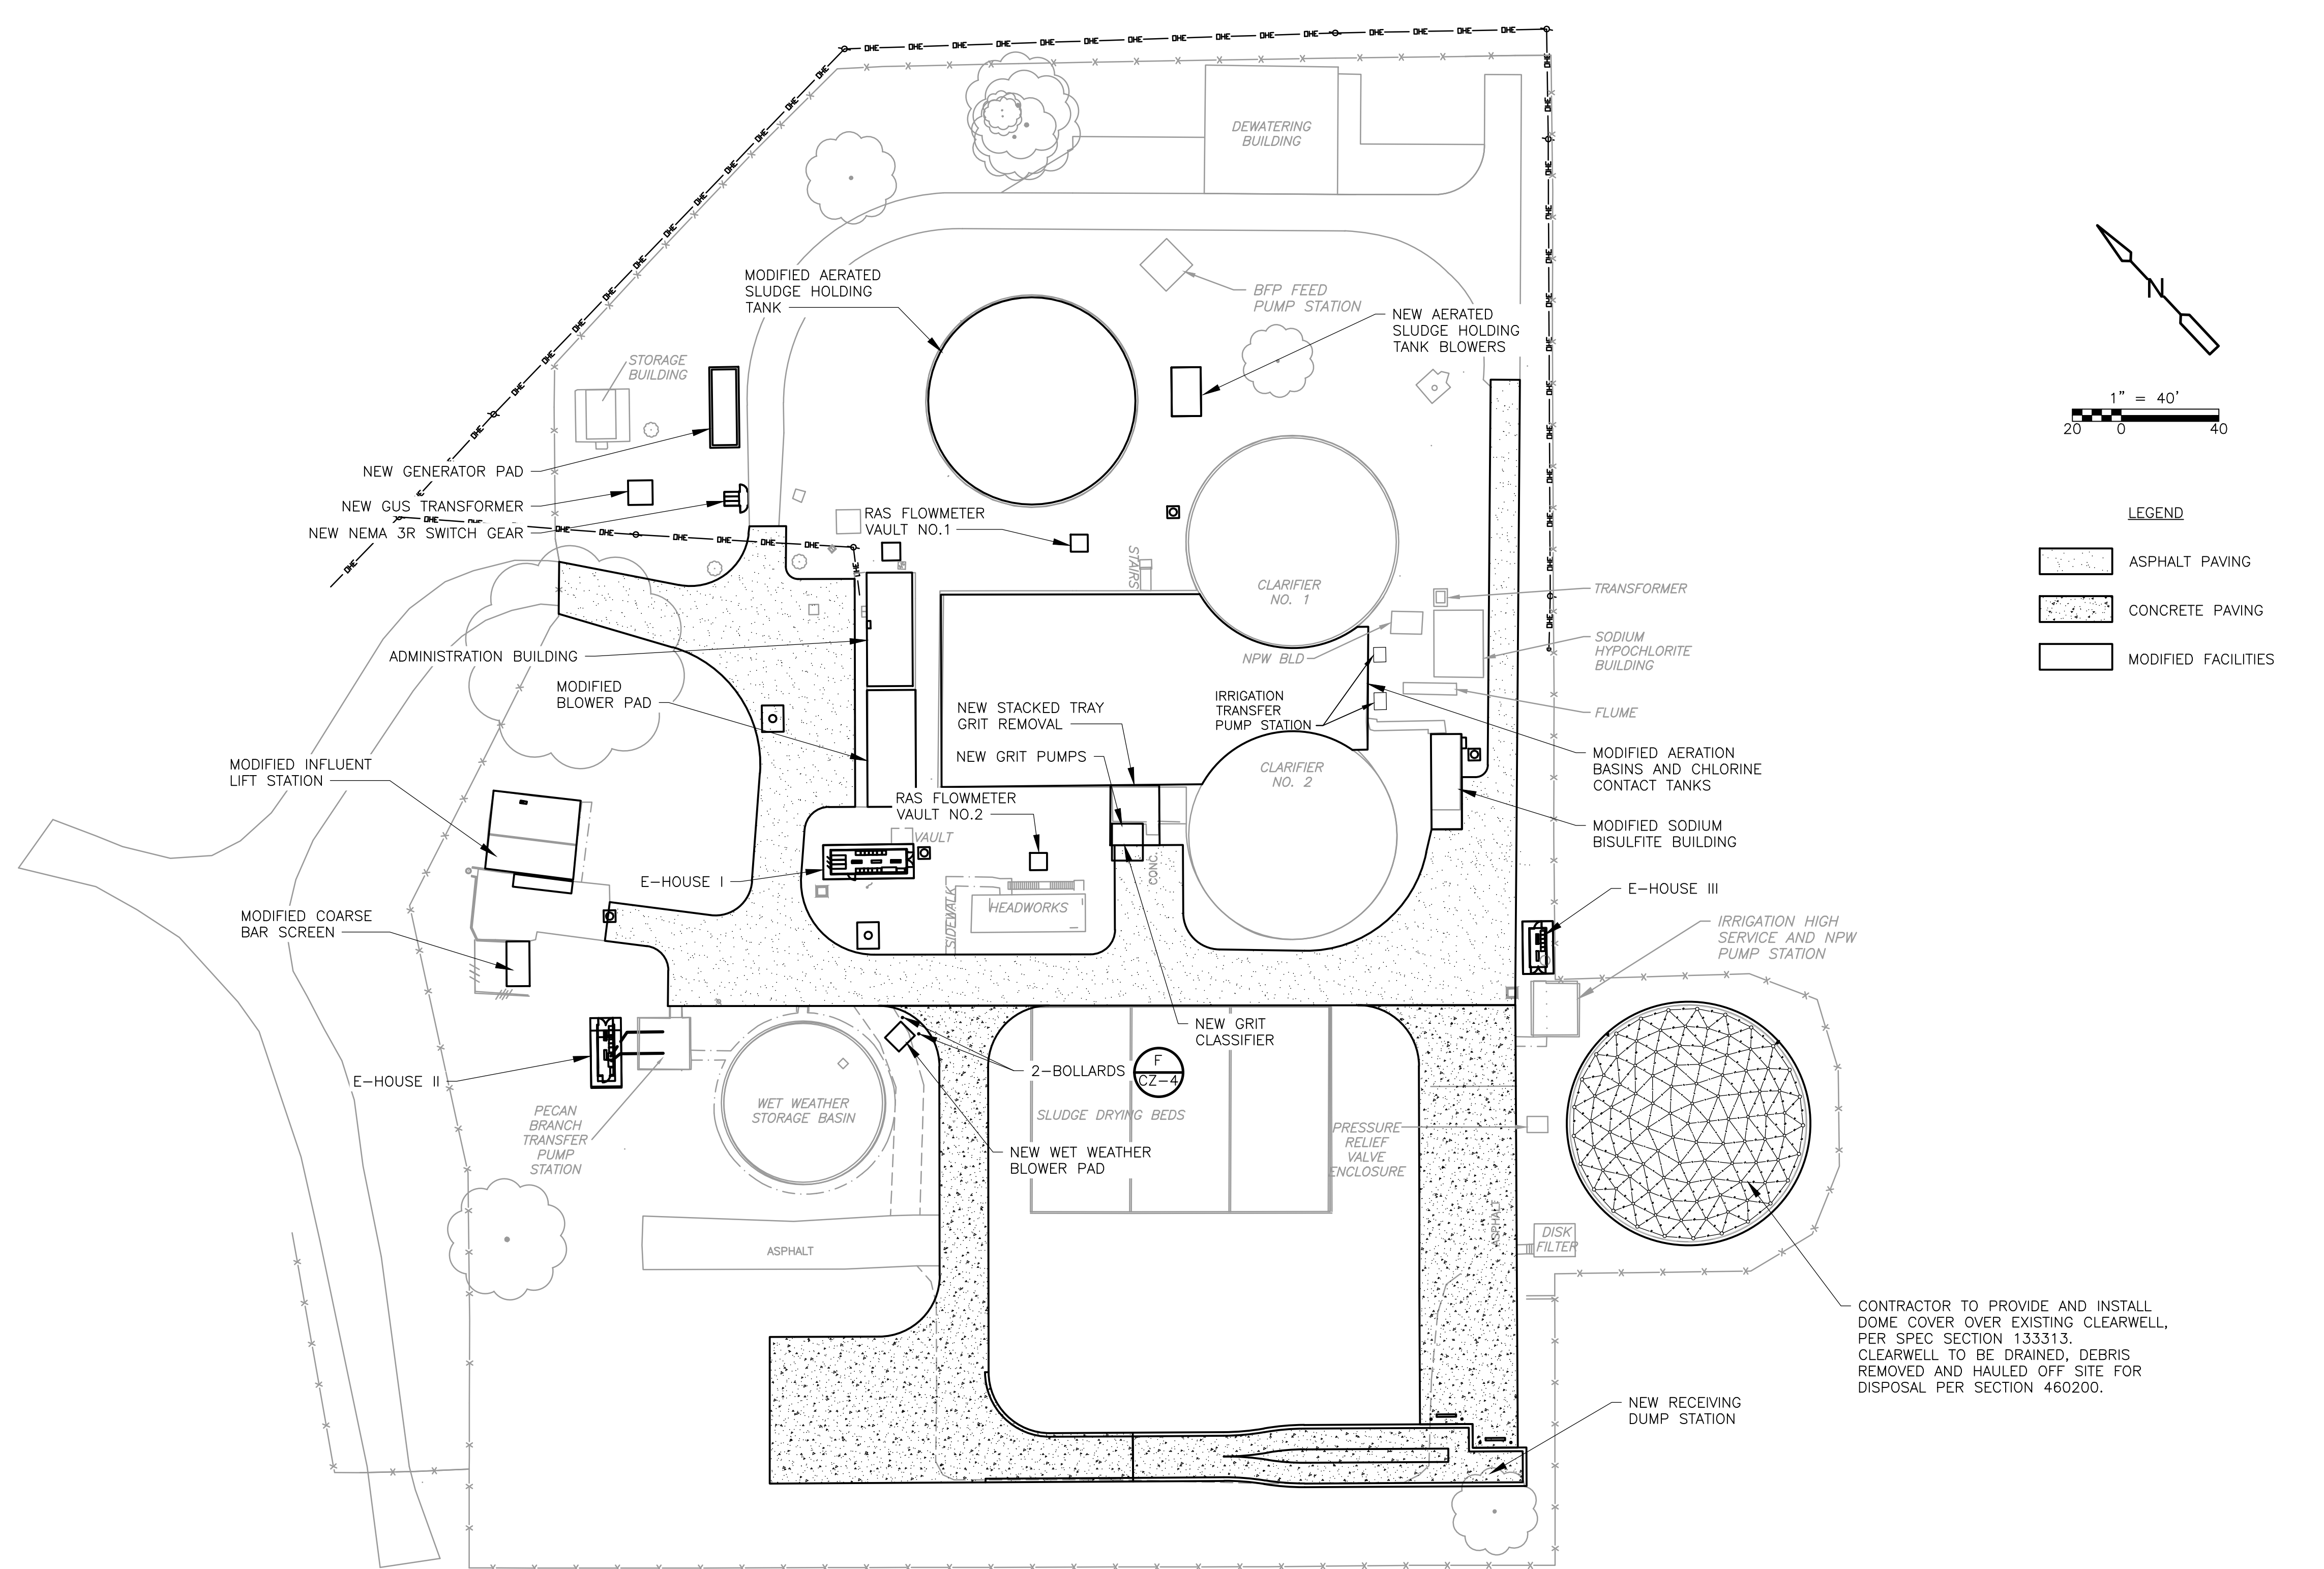 OHE
DEWATERING
BUILDING
MODIFIED AERATED
SLUDGE HOLDING
TANK
BFP FEED
PUMP STATION
NEW AERATED
SLUDGE HOLDING
TANK BLOWERS
N
1" = 40'
20 0 40
STORAGE
BUILDING
NEW GENERATOR PAD
NEW GUS TRANSFORMER
NEW NEMA 3R SWITCH GEAR
RAS FLOWMETER
VAULT NO.1
STAIRS
CLARIFIER
NO. 1
LEGEND
ASPHALT PAVING
CONCRETE PAVING
MODIFIED FACILITIES
TRANSFORMER
SODIUM
HYPOCHLORITE
BUILDING
NPW BLD
FLUME
ADMINISTRATION BUILDING
MODIFIED
BLOWER PAD
IRRIGATION
TRANSFER
PUMP STATION
NEW STACKED TRAY
GRIT REMOVAL
NEW GRIT PUMPS
MODIFIED INFLUENT
LIFT STATION
CLARIFIER
NO. 2
MODIFIED AERATION
BASINS AND CHLORINE
CONTACT TANKS
RAS FLOWMETER
VAULT NO.2
VAULT
MODIFIED SODIUM
BISULFITE BUILDING
E-HOUSE I
CONC.
SIDEWALK
HEADWORKS
E-HOUSE III
MODIFIED COARSE
BAR SCREEN
IRRIGATION HIGH
SERVICE AND NPW
PUMP STATION
NEW GRIT
CLASSIFIER
E-HOUSE II
2-BOLLARDS
F
CZ-4
WET WEATHER
STORAGE BASIN
SLUDGE DRYING BEDS
PECAN
BRANCH
TRANSFER
PUMP
STATION
NEW WET WEATHER
BLOWER PAD
PRESSURE
RELIEF
VALVE
ENCLOSURE
ASPHALT
ASPHALT
DISK
FILTER
CONTRACTOR TO PROVIDE AND INSTALL
DOME COVER OVER EXISTING CLEARWELL,
PER SPEC SECTION 133313.
CLEARWELL TO BE DRAINED, DEBRIS
REMOVED AND HAULED OFF SITE FOR
DISPOSAL PER SECTION 460200.
NEW RECEIVING
DUMP STATION